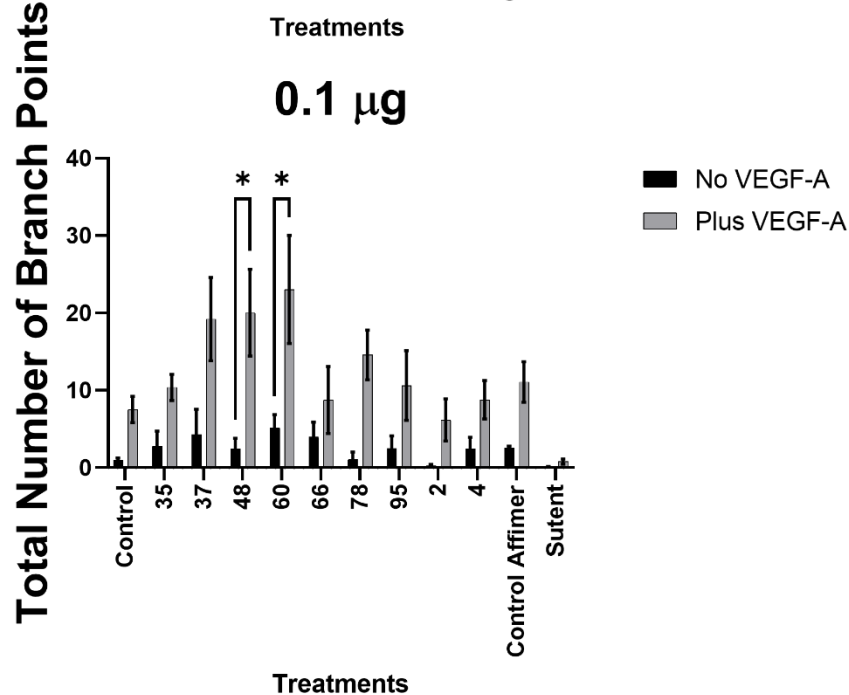 Treatments
0.1 μg
Total Number of Branch Points
40
30
20
10
0
*
*
No VEGF-A
Plus VEGF-A
Control
35
37
48
60
66
78
95
2
4
Control Affimer
Sutent
Treatments